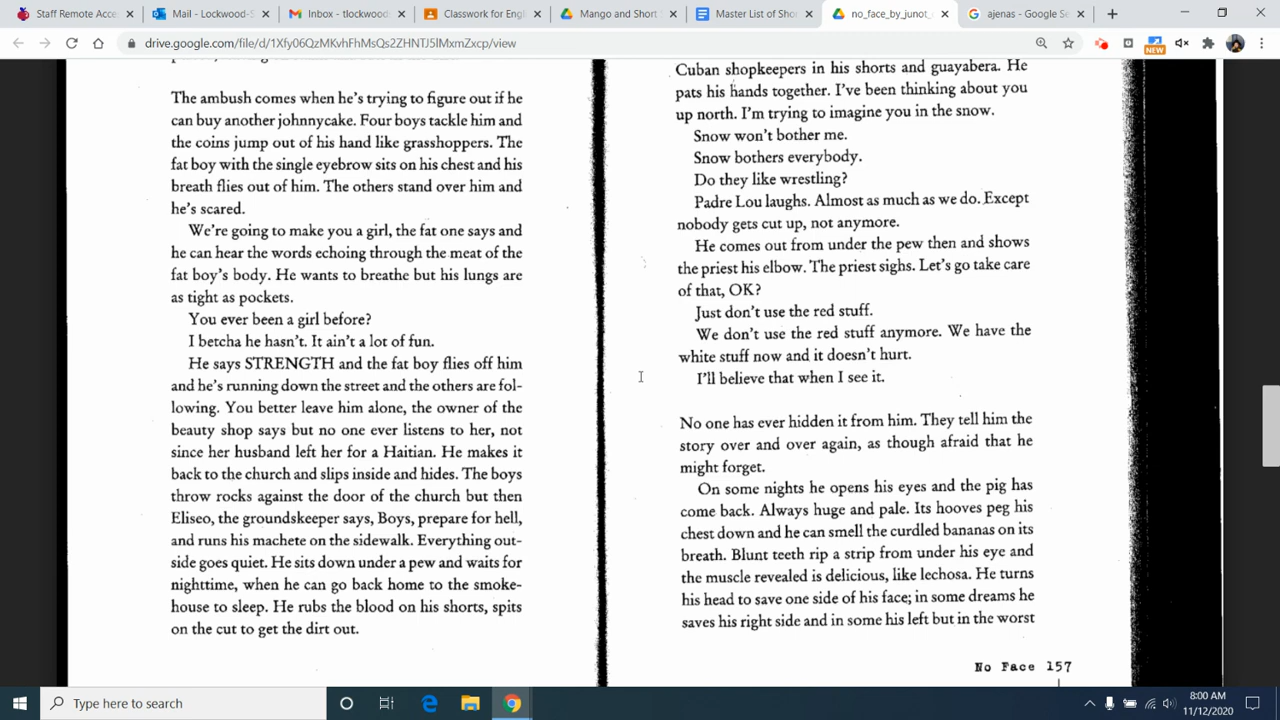 Staff Remote Acce
Mail - Lockwood-S
Inbox - tlockwood
Classwork for Eng
Mango and Short
Master List of Sho
no_face_by_junot_
ajenas - Google Se
drive.google.com/file/d/1Xfy06QzMKvhFhMsQs2ZHNTJ5lMxmZxcp/view
NEW
The ambush comes when he's trying to figure out if he
can buy another johnnycake. Four boys tackle him and
the coins jump out of his hand like grasshoppers. The
fat boy with the single eyebrow sits on his chest and his
breath flies out of him. The others stand over him and
he's scared.
We're going to make you a girl, the fat one says and
he can hear the words echoing through the meat of the
fat boy's body. He wants to breathe but his lungs are
as tight as pockets.
You ever been a girl before?
I betcha he hasn't. It ain't a lot of fun.
He says STRENGTH and the fat boy flies off him
and he's running down the street and the others are fol-
lowing. You better leave him alone, the owner of the
beauty shop says but no one ever listens to her, not
since her husband left her for a Haitian. He makes it
back to the church and slips inside and hides. The boys
throw rocks against the door of the church but then
Eliseo, the groundskeeper says, Boys, prepare for hell,
and runs his machete on the sidewalk. Everything out-
side goes quiet. He sits down under a pew and waits for
nighttime, when he can go back home to the smoke-
house to sleep. He rubs the blood on his shorts, spits
on the cut to get the dirt out.
Cuban shopkeepers in his shorts and guayabera. He
pats his hands together. I've been thinking about you
up north. I'm trying to imagine you in the snow.
Snow won't bother me.
Snow bothers everybody.
Do they like wrestling?
Padre Lou laughs. Almost as much as we do. Except
nobody gets cut up, not anymore.
He comes out from under the pew then and shows
the priest his elbow. The priest sighs. Let's go take care
of that, OK?
Just don't use the red stuff.
We don't use the red stuff anymore. We have the
white stuff now and it doesn't hurt.
I'll believe that when I see it.
No one has ever hidden it from him. They tell him the
story over and over again, as though afraid that he
might forget.
On some nights he opens his eyes and the pig has
come back. Always huge and pale. Its hooves peg his
chest down and he can smell the curdled bananas on its
breath. Blunt teeth rip a strip from under his eye and
the muscle revealed is delicious, like lechosa. He turns
his head to save one side of his face; in some dreams he
saves his right side and in some his left but in the worst
No Face 157
Type here to search
8:00 AM
11/12/2020